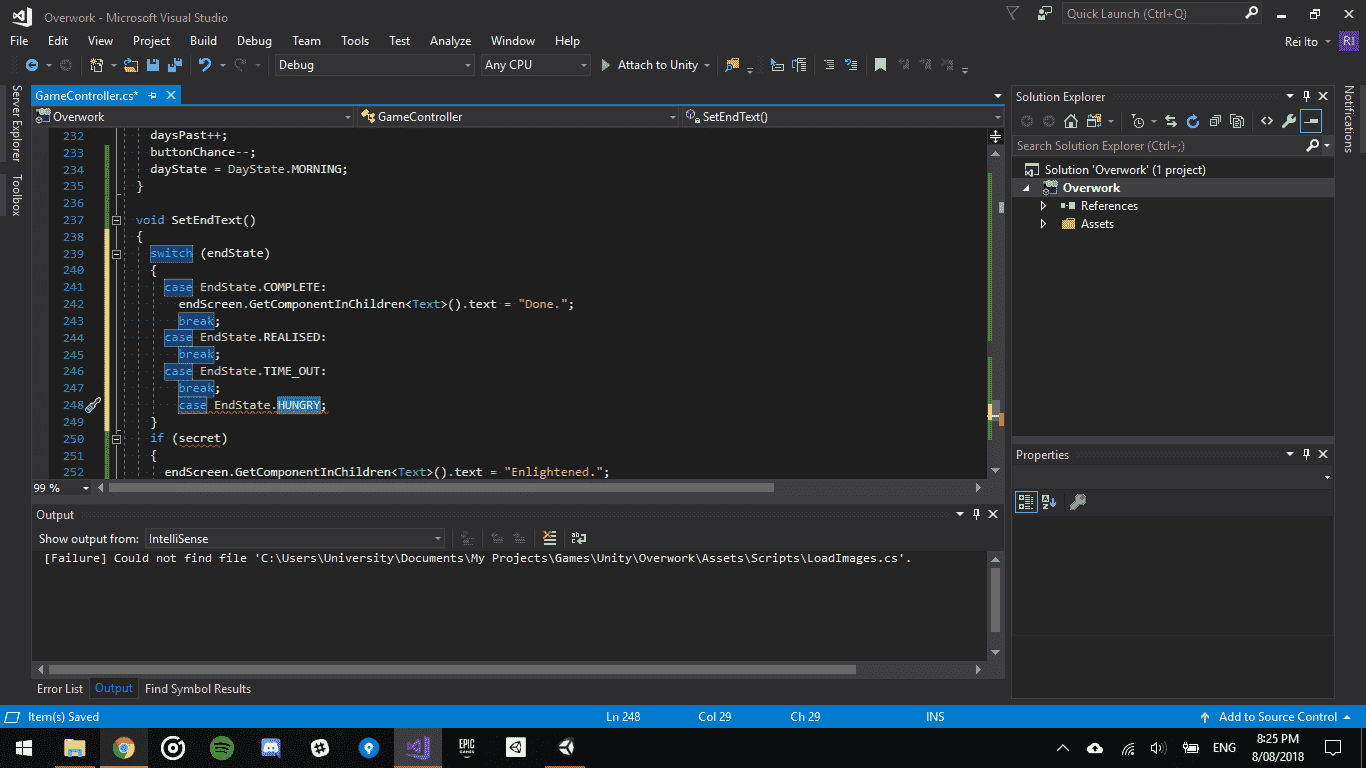 Overwork - Microsoft Visual Studio
Quick Launch (Ctrl+Q)
File Edit View Project Build Debug Team Tools Test Analyze Window Help
Rei Ito RI
Debug Any CPU Attach to Unity
Server Explorer
Toolbox
GameController.cs*
Overwork GameController SetEndText()
232 daysPast++;
233 buttonChance--;
234 dayState = DayState.MORNING;
235 }
236
237 void SetEndText()
238 {
239 switch (endState)
240 {
241 case EndState.COMPLETE:
242 endScreen.GetComponentInChildren<Text>().text = "Done.";
243 break;
244 case EndState.REALISED:
245 break;
246 case EndState.TIME_OUT:
247 break;
248 case EndState.HUNGRY;
249 }
250 if (secret)
251 {
252 endScreen.GetComponentInChildren<Text>().text = "Enlightened.";
99 %
Output
Show output from: IntelliSense
[Failure] Could not find file 'C:\Users\University\Documents\My Projects\Games\Unity\Overwork\Assets\Scripts\LoadImages.cs'.
Error List Output Find Symbol Results
Solution Explorer
Search Solution Explorer (Ctrl+;)
Solution 'Overwork' (1 project)
Overwork
References
Assets
Properties
Notifications
Item(s) Saved Ln 248 Col 29 Ch 29 INS Add to Source Control
EPIC
GAMES
ENG
8:25 PM
8/08/2018